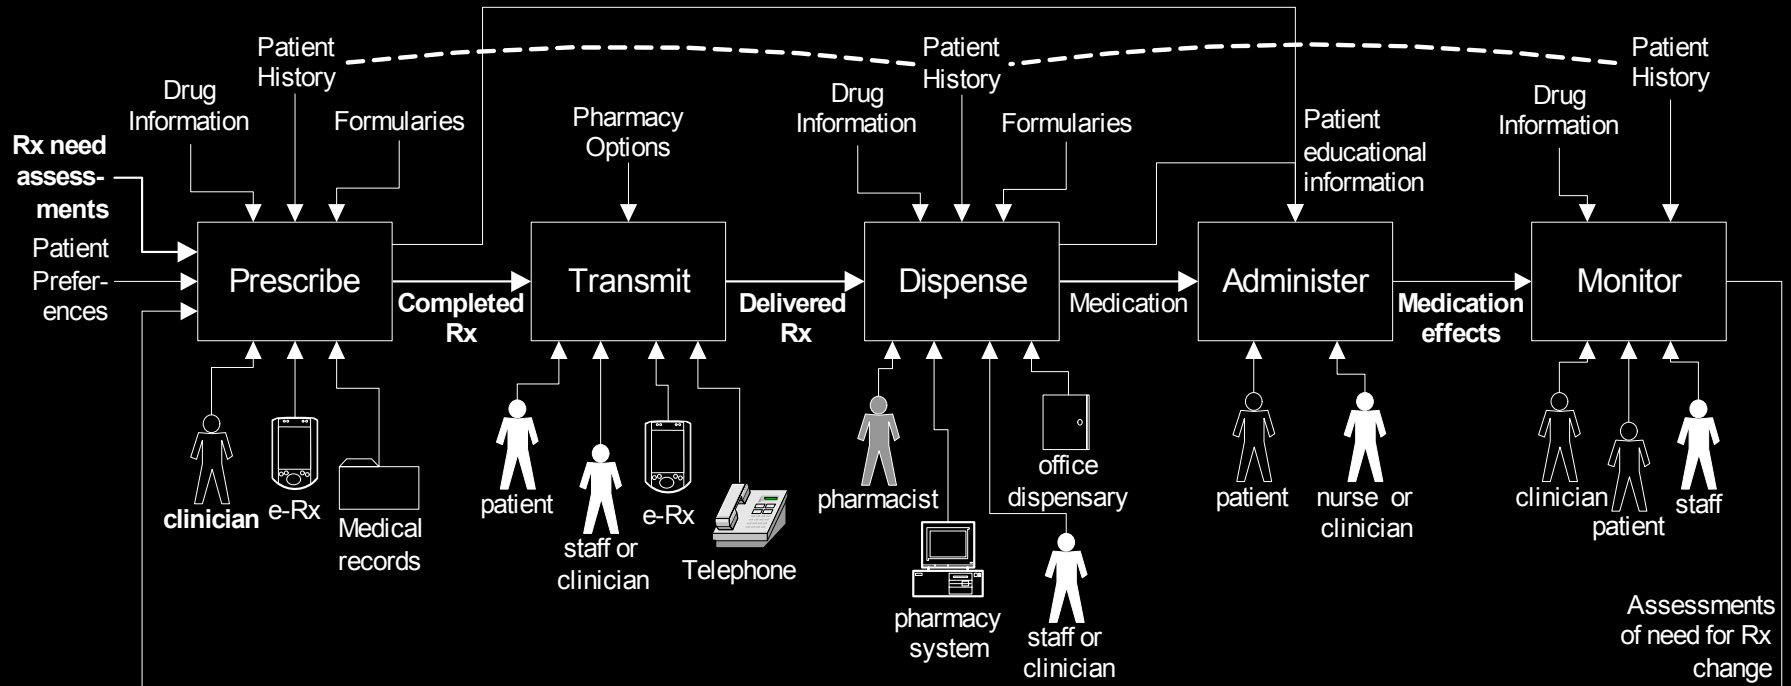 Patient
History
Patient
History
Patient
History
Drug
Information
Formularies
Pharmacy
Options
Drug
Information
Formularies
Patient
educational
information
Drug
Information
Rx need
assess-
ments
Patient
Prefer-
ences
Prescribe
Completed
Rx
Transmit
Delivered
Rx
Dispense
Medication
Administer
Medication
effects
Monitor
clinician
e-Rx
Medical
records
patient
staff or
clinician
e-Rx
Telephone
pharmacist
pharmacy
system
office
dispensary
staff or
clinician
patient
nurse or
clinician
clinician
patient
staff
Assessments
of need for Rx
change